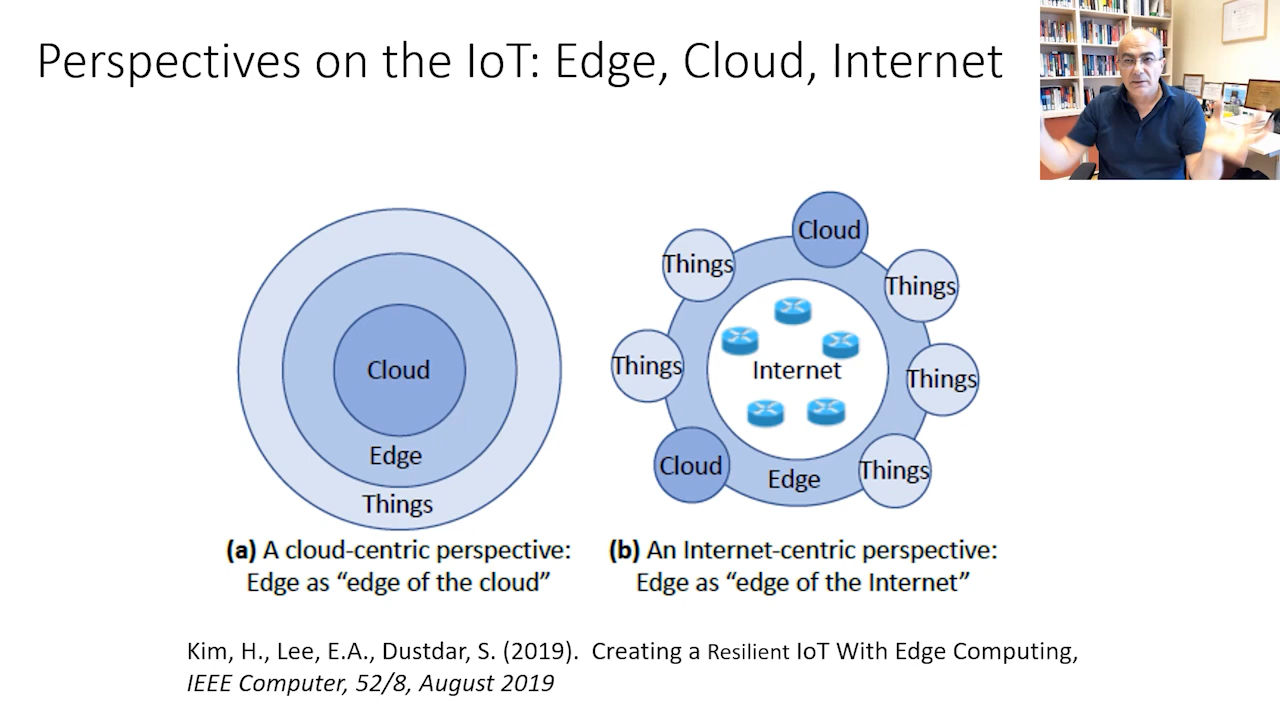 Perspectives on the IoT: Edge, Cloud, Internet
Cloud
Edge
Things
Cloud
Things
Things
Things
Internet
Things
Cloud
Edge
Things
(a) A cloud-centric perspective:
Edge as “edge of the cloud”
(b) An Internet-centric perspective:
Edge as “edge of the Internet”
Kim, H., Lee, E.A., Dustdar, S. (2019). Creating a Resilient IoT With Edge Computing,
IEEE Computer, 52/8, August 2019